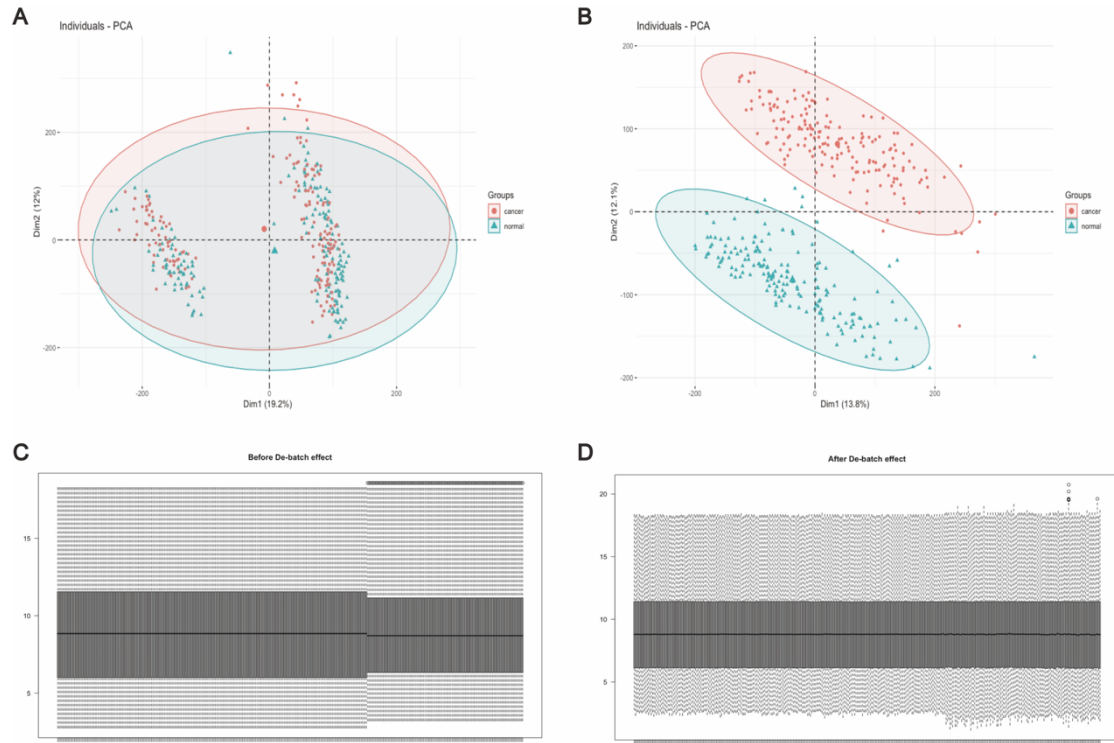 A
Individuals - PCA
200
0
-200
Dim2 (12%)
-200
0
200
Dim1 (19.2%)
Groups
cancer
normal
B
Individuals - PCA
200
100
0
-100
-200
Dim2 (12.1%)
-200
0
200
Dim1 (13.8%)
Groups
cancer
normal
C
Before De-batch effect
15
10
5
D
After De-batch effect
20
15
10
5